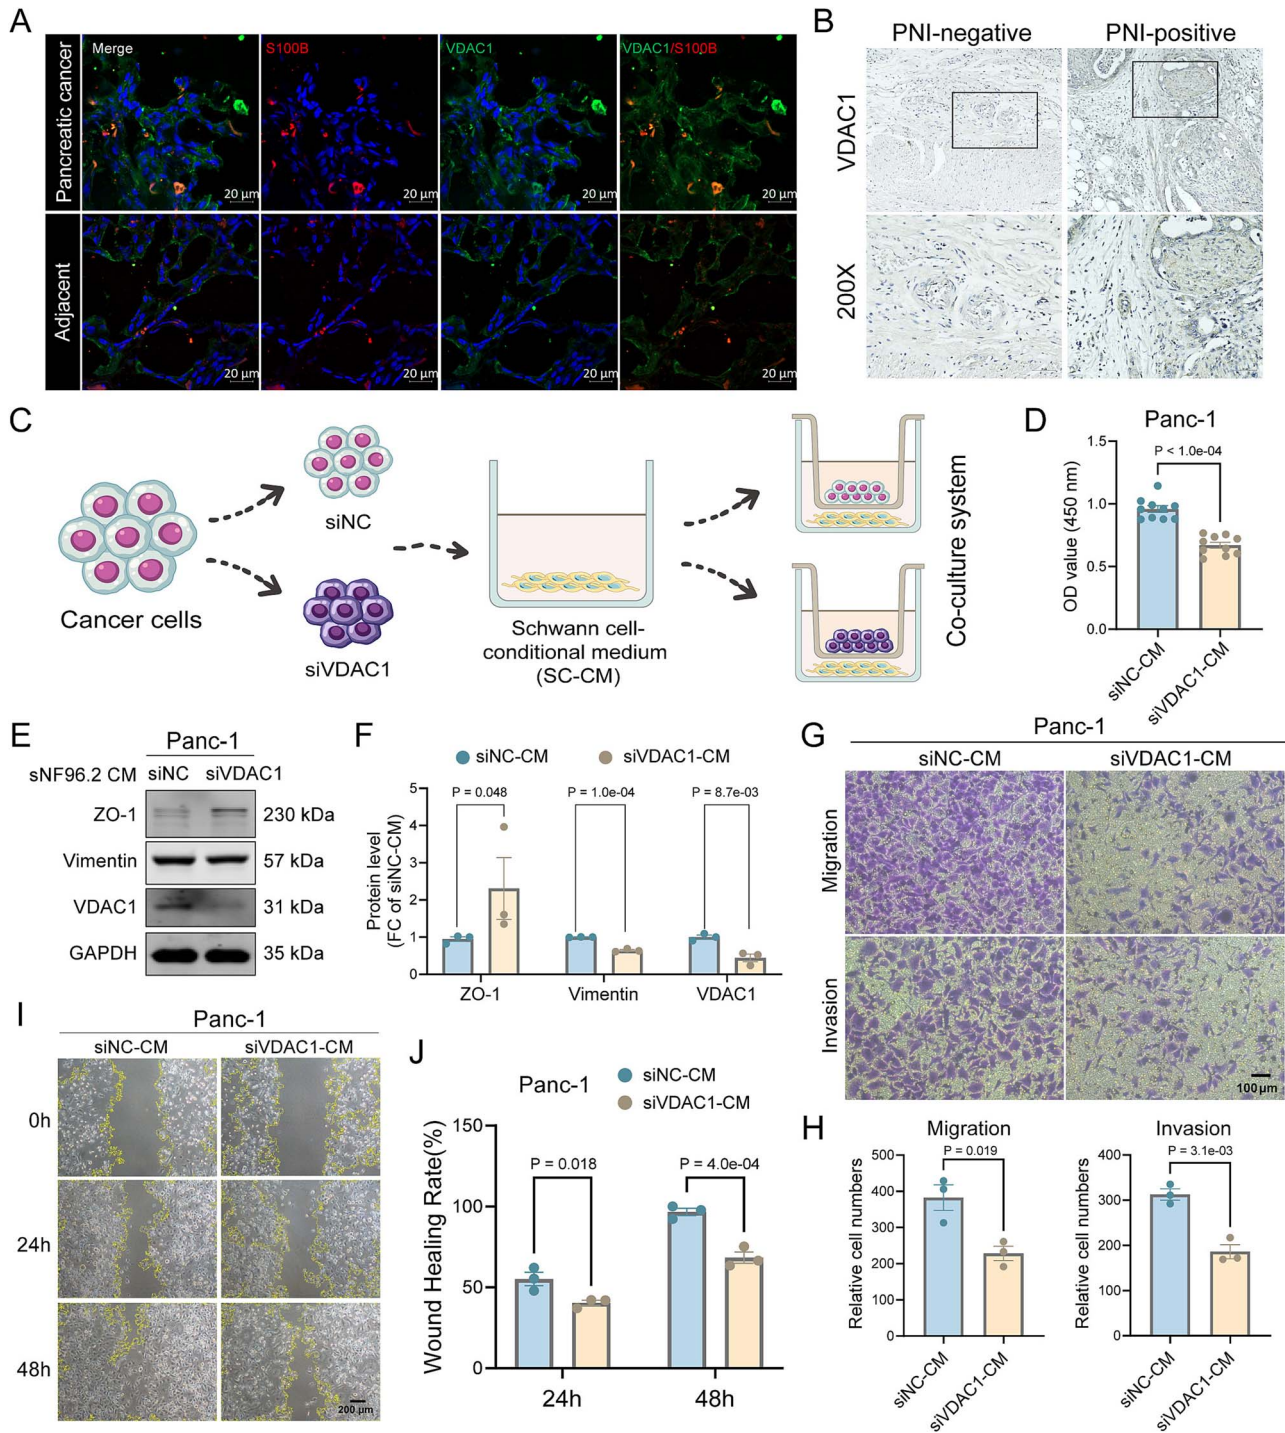 A
Pancreatic cancer
Adjacent
Merge
S100B
VDAC1
VDAC1/S100B
20 µm
20 µm
20 µm
20 µm
20 µm
20 µm
20 µm
20 µm
B
PNI-negative
PNI-positive
VDAC1
200X
C
Cancer cells
siNC
siVDAC1
Schwann cell-
conditional medium
(SC-CM)
Co-culture system
D
Panc-1
P < 1.0e-04
OD value (450 nm)
1.5
1.0
0.5
0.0
siNC-CM
siVDAC1-CM
E
Panc-1
sNF96.2 CM siNC siVDAC1
ZO-1 230 kDa
Vimentin 57 kDa
VDAC1 31 kDa
GAPDH 35 kDa
F
siNC-CM
siVDAC1-CM
P = 0.048
P = 1.0e-04
P = 8.7e-03
Protein level
(FC of siNC-CM)
5
4
3
2
1
0
ZO-1
Vimentin
VDAC1
G
Panc-1
siNC-CM
siVDAC1-CM
Migration
Invasion
100 µm
H
Migration
P = 0.019
Relative cell numbers
500
400
300
200
100
0
siNC-CM
siVDAC1-CM
Invasion
P = 3.1e-03
Relative cell numbers
400
300
200
100
0
siNC-CM
siVDAC1-CM
I
Panc-1
siNC-CM
siVDAC1-CM
0h
24h
48h
200 µm
J
Panc-1
siNC-CM
siVDAC1-CM
P = 0.018
P = 4.0e-04
Wound Healing Rate(%)
150
100
50
0
24h
48h